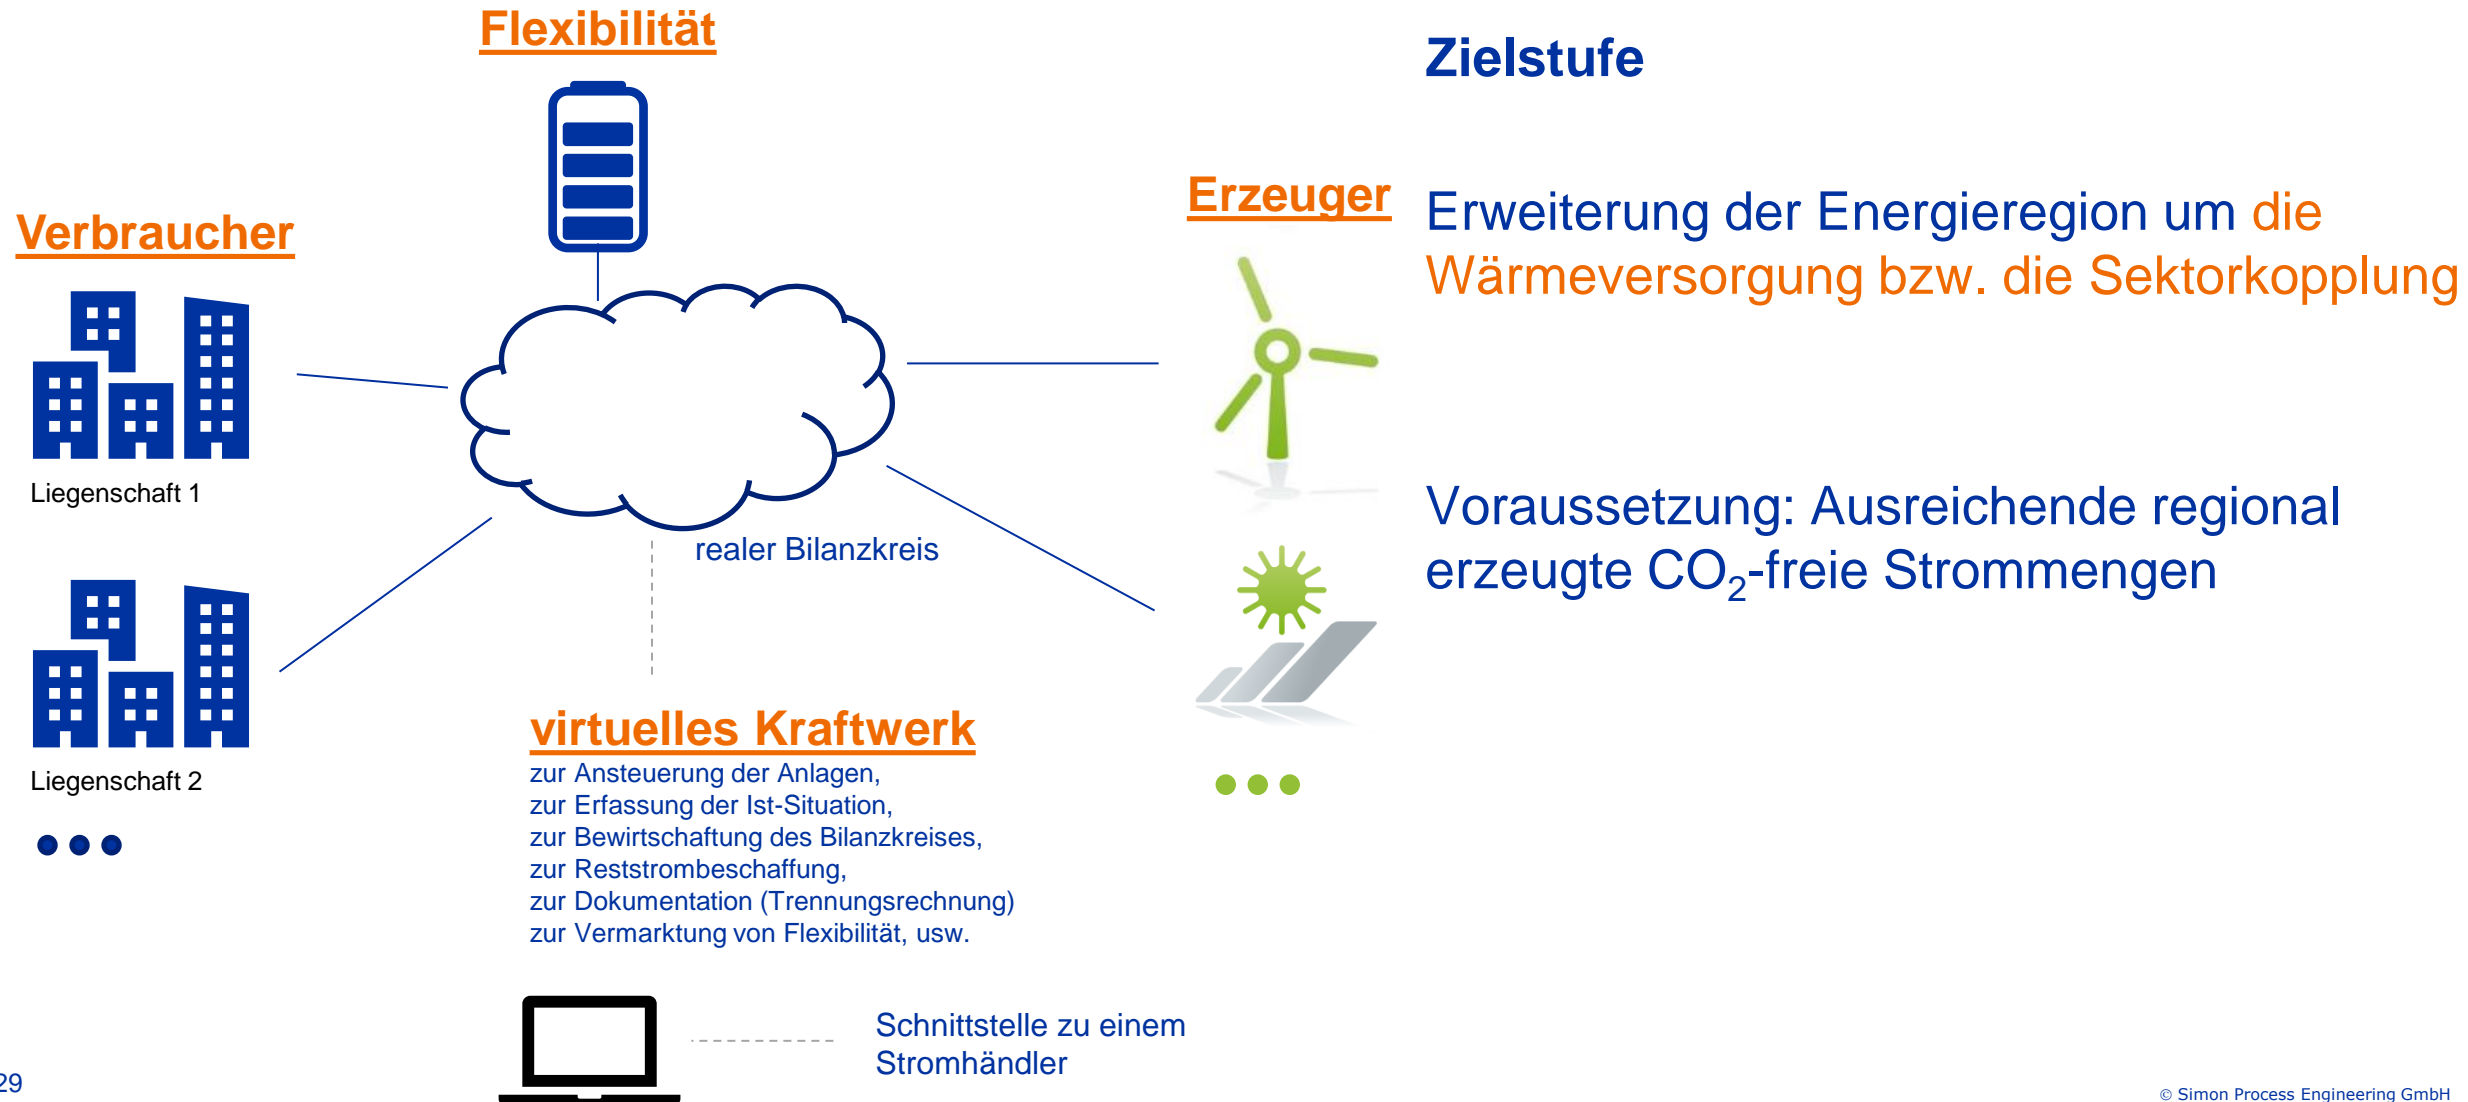 Flexibilität
Zielstufe
Verbraucher
Erzeuger
Erweiterung der Energieregion um die
Wärmeversorgung bzw. die Sektorkopplung
Liegenschaft 1
realer Bilanzkreis
Voraussetzung: Ausreichende regional
erzeugte CO₂-freie Strommengen
Liegenschaft 2
virtuelles Kraftwerk
zur Ansteuerung der Anlagen,
zur Erfassung der Ist-Situation,
zur Bewirtschaftung des Bilanzkreises,
zur Reststrombeschaffung,
zur Dokumentation (Trennungsrechnung)
zur Vermarktung von Flexibilität, usw.
Schnittstelle zu einem
Stromhändler
29
© Simon Process Engineering GmbH